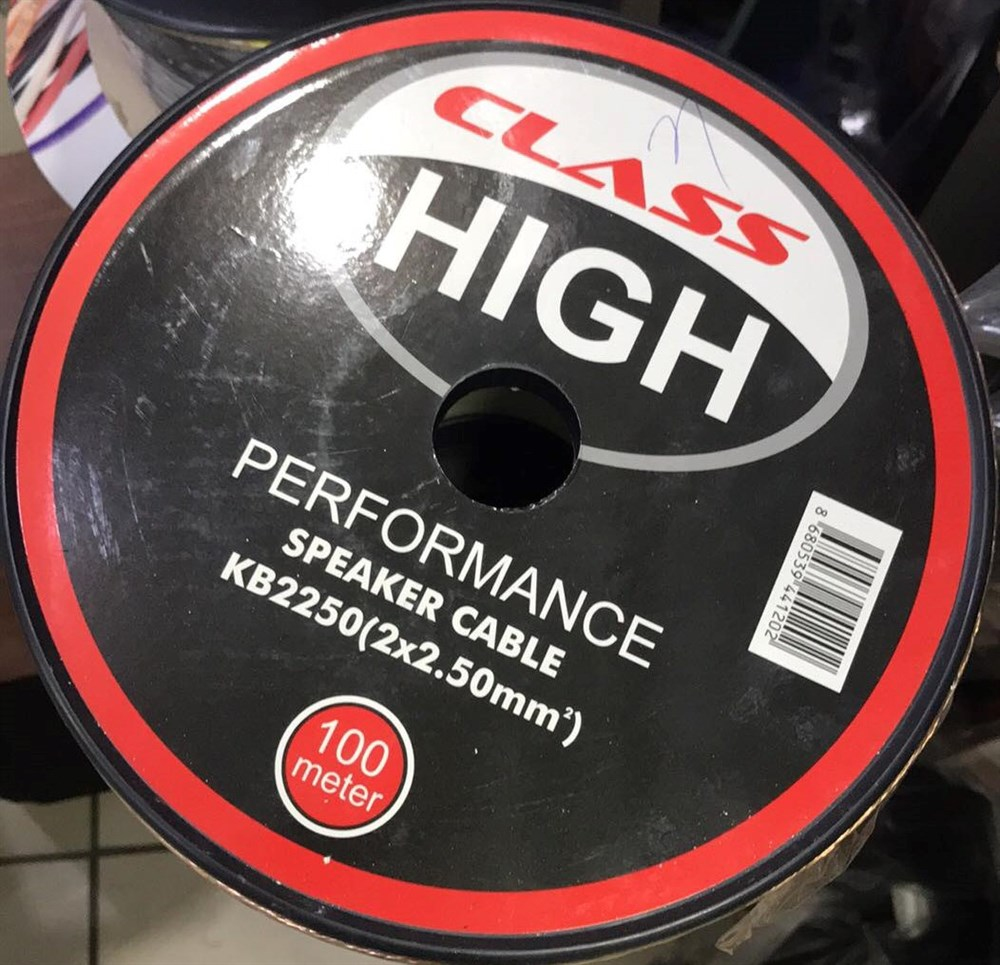 CLASS
HIGH
PERFORMANCE
SPEAKER CABLE
KB2250(2x2.50mm²)
100
meter
8 680539 441202